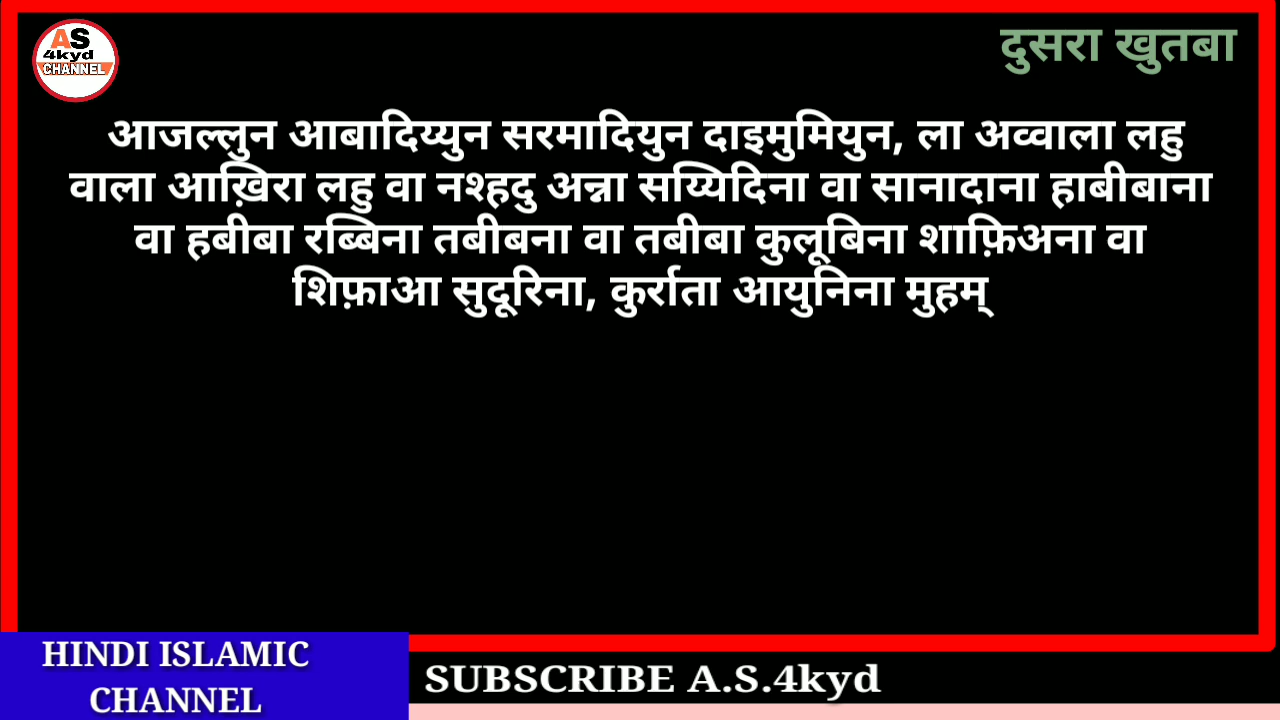 AS
4kyd
CHANNEL
दुसरा खुतबा
आजल्लुन आबादिय्युन सरमादियुन दाइमुमियुन, ला अव्वाला लहु
वाला आख़िरा लहु वा नश्हदु अन्ना सय्यिदिना वा सानादाना हाबीबाना
वा हबीबा रब्बिना तबीबना वा तबीबा कुलूबिना शाफ़िअना वा
शिफ़ाआ सुदूरिना, कुर्राता आयुनिना मुहम्
HINDI ISLAMIC
CHANNEL
SUBSCRIBE A.S.4kyd